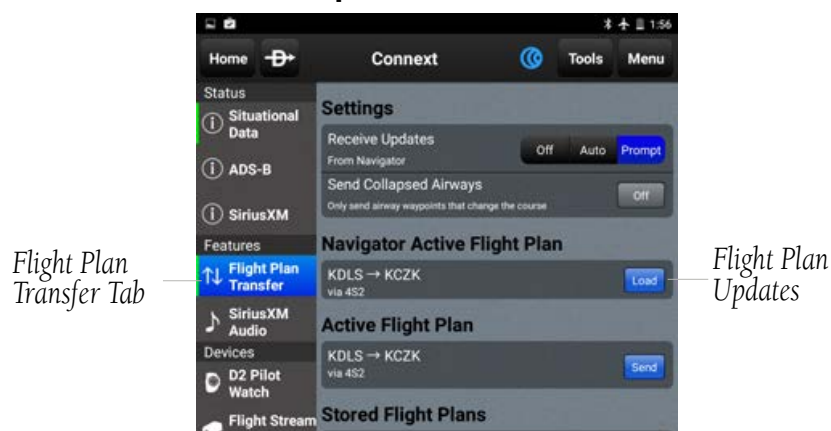 1:56
Home
Connext
Tools
Menu
Status
Situational
Data
ADS-B
SiriusXM
Features
Flight Plan
Transfer
SiriusXM
Audio
Devices
D2 Pilot
Watch
Flight Stream
Settings
Receive Updates
From Navigator
Off
Auto
Prompt
Send Collapsed Airways
Only send airway waypoints that change the course
Off
Navigator Active Flight Plan
KDLS → KCZK
via 4S2
Load
Active Flight Plan
KDLS → KCZK
via 4S2
Send
Stored Flight Plans
Flight Plan
Transfer Tab
Flight Plan
Updates